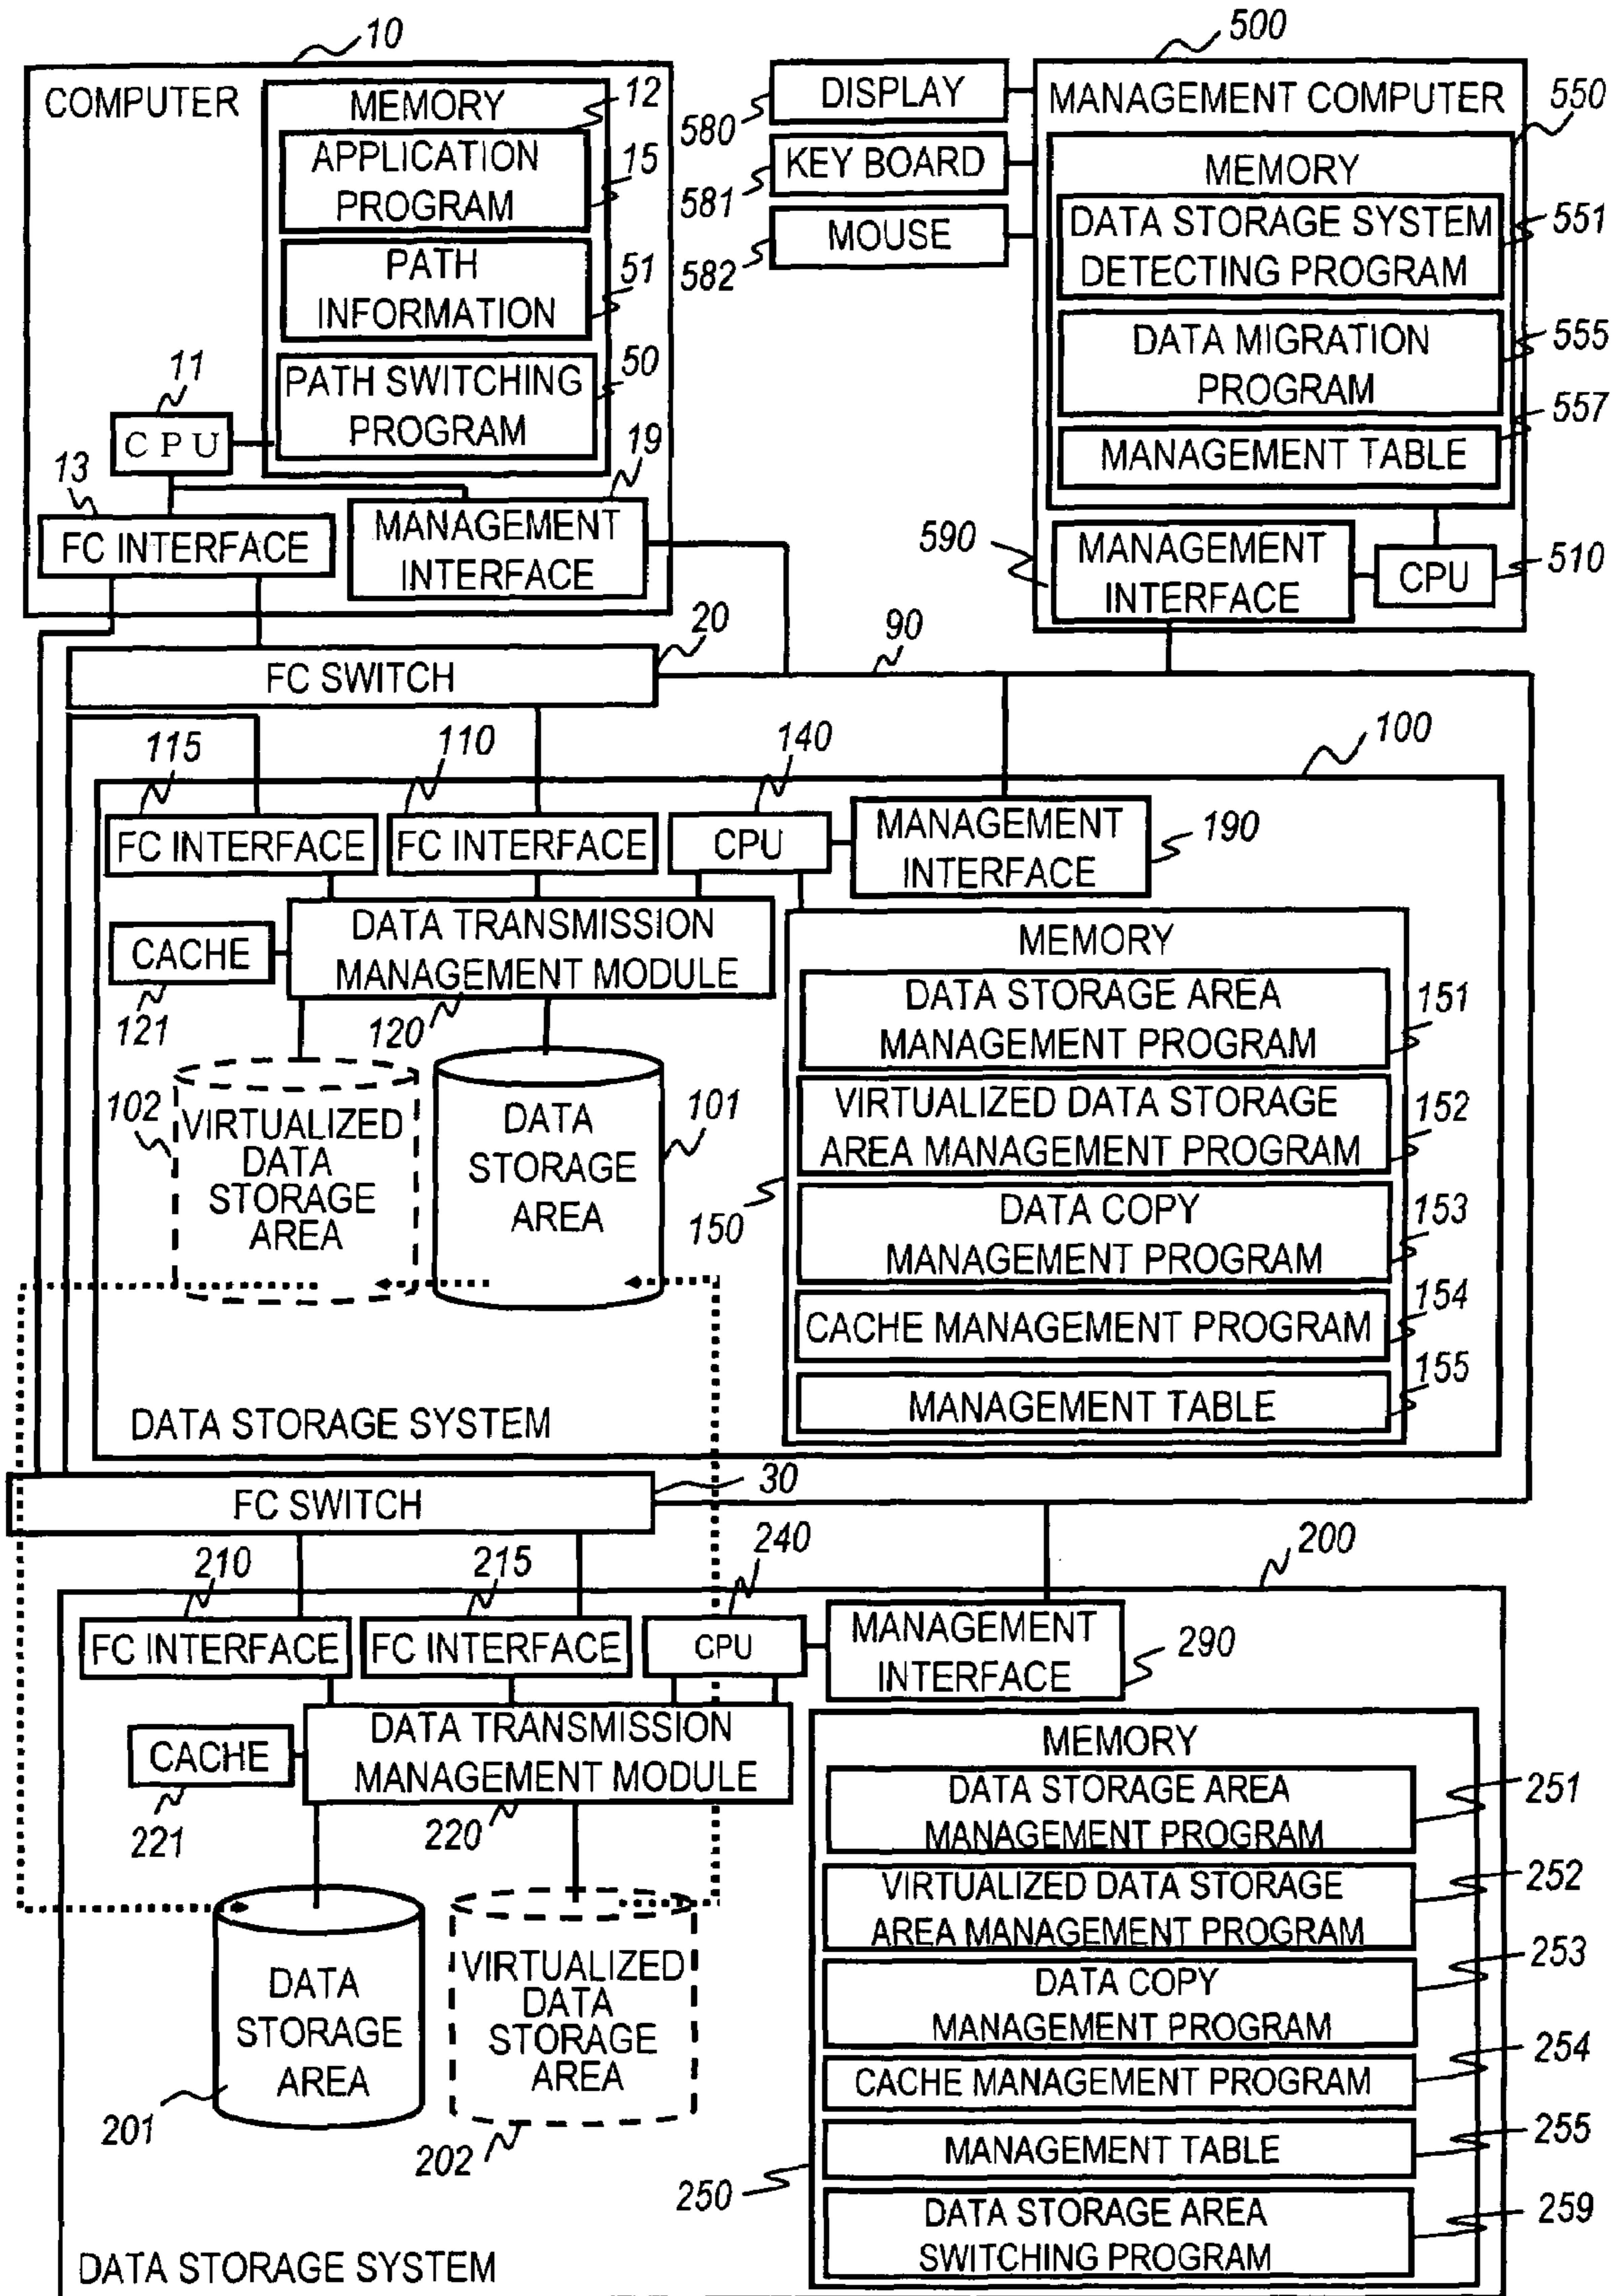 10
COMPUTER
MEMORY
12
APPLICATION
PROGRAM
15
PATH
INFORMATION
51
PATH SWITCHING
PROGRAM
50
11
CPU
13
FC INTERFACE
19
MANAGEMENT
INTERFACE
500
DISPLAY
580
KEY BOARD
581
MOUSE
582
MANAGEMENT COMPUTER
550
MEMORY
DATA STORAGE SYSTEM
DETECTING PROGRAM
551
DATA MIGRATION
PROGRAM
555
557
MANAGEMENT TABLE
590
MANAGEMENT
INTERFACE
CPU
510
20
FC SWITCH
90
100
115
110
140
FC INTERFACE
FC INTERFACE
CPU
MANAGEMENT
INTERFACE
190
CACHE
121
DATA TRANSMISSION
MANAGEMENT MODULE
120
102
VIRTUALIZED
DATA
STORAGE
AREA
DATA
STORAGE
AREA
101
MEMORY
150
DATA STORAGE AREA
MANAGEMENT PROGRAM
151
VIRTUALIZED DATA STORAGE
AREA MANAGEMENT PROGRAM
152
DATA COPY
MANAGEMENT PROGRAM
153
CACHE MANAGEMENT PROGRAM
154
MANAGEMENT TABLE
155
DATA STORAGE SYSTEM
30
FC SWITCH
200
210
215
240
FC INTERFACE
FC INTERFACE
CPU
MANAGEMENT
INTERFACE
290
CACHE
221
DATA TRANSMISSION
MANAGEMENT MODULE
220
DATA
STORAGE
AREA
201
VIRTUALIZED
DATA
STORAGE
AREA
202
MEMORY
250
DATA STORAGE AREA
MANAGEMENT PROGRAM
251
VIRTUALIZED DATA STORAGE
AREA MANAGEMENT PROGRAM
252
DATA COPY
MANAGEMENT PROGRAM
253
CACHE MANAGEMENT PROGRAM
254
MANAGEMENT TABLE
255
DATA STORAGE AREA
SWITCHING PROGRAM
259
DATA STORAGE SYSTEM